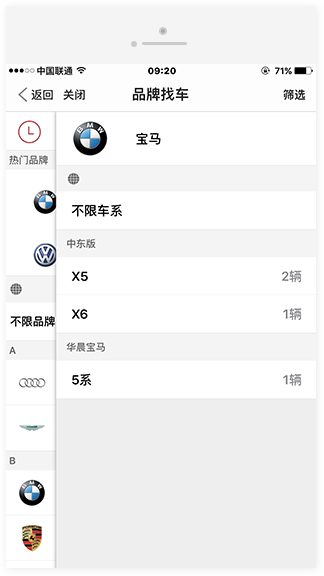 中国联通 09:20 71%
返回 关闭 品牌找车 筛选
宝马
热门品牌
不限车系
中东版
X5 2辆
X6 1辆
华晨宝马
5系 1辆
不限品牌
A
B